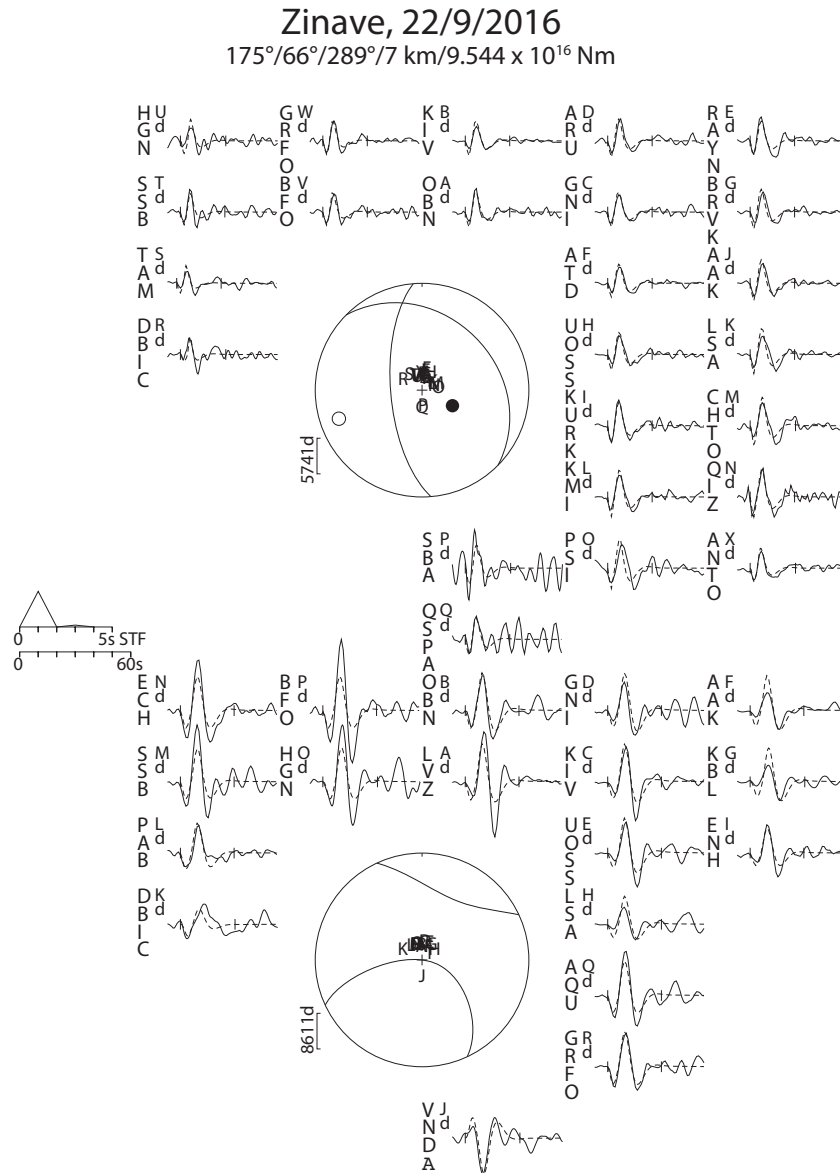 Zinave, 22/9/2016
175°/66°/289°/7 km/9.544 x 10¹⁶ Nm
HGN U d
GRFO W d
KIV B d
ARU D d
RAYN E d
SSB T d
BFO V d
OBN A d
GNI C d
BRVK G d
TAM S d
ATD F d
AAK J d
DBIC R d
UOSS H d
LSA K d
R
P
Q
O
5741d
KURK I d
CHTO M d
KMI L d
QIZ N d
SBA P d
PSI O d
ANTO X d
QSPA Q d
0 5s STF
0 60s
ECH N d
BFO P d
OBN B d
GNI D d
AAK F d
SSB M d
HGN O d
LVZ A d
KIV C d
KBL G d
PAB L d
UOSS E d
ENH I d
DBIC K d
LSA H d
K
H
J
8611d
AQU Q d
GRFO R d
VNDA J d